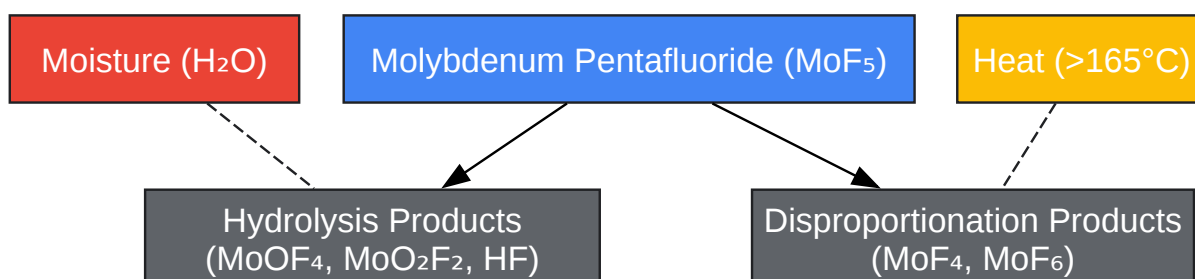 Moisture (H₂O)
Molybdenum Pentafluoride (MoF₅)
Heat (>165°C)
Hydrolysis Products
(MoOF₄, MoO₂F₂, HF)
Disproportionation Products
(MoF₄, MoF₆)